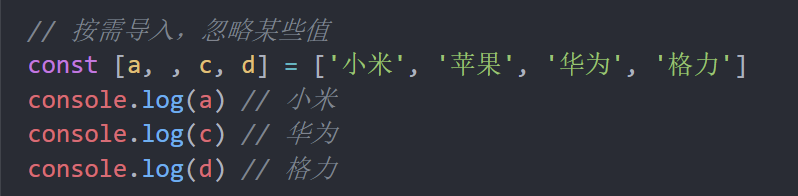 // 按需导入，忽略某些值
const [a, , c, d] = ['小米', '苹果', '华为', '格力']
console.log(a) // 小米
console.log(c) // 华为
console.log(d) // 格力